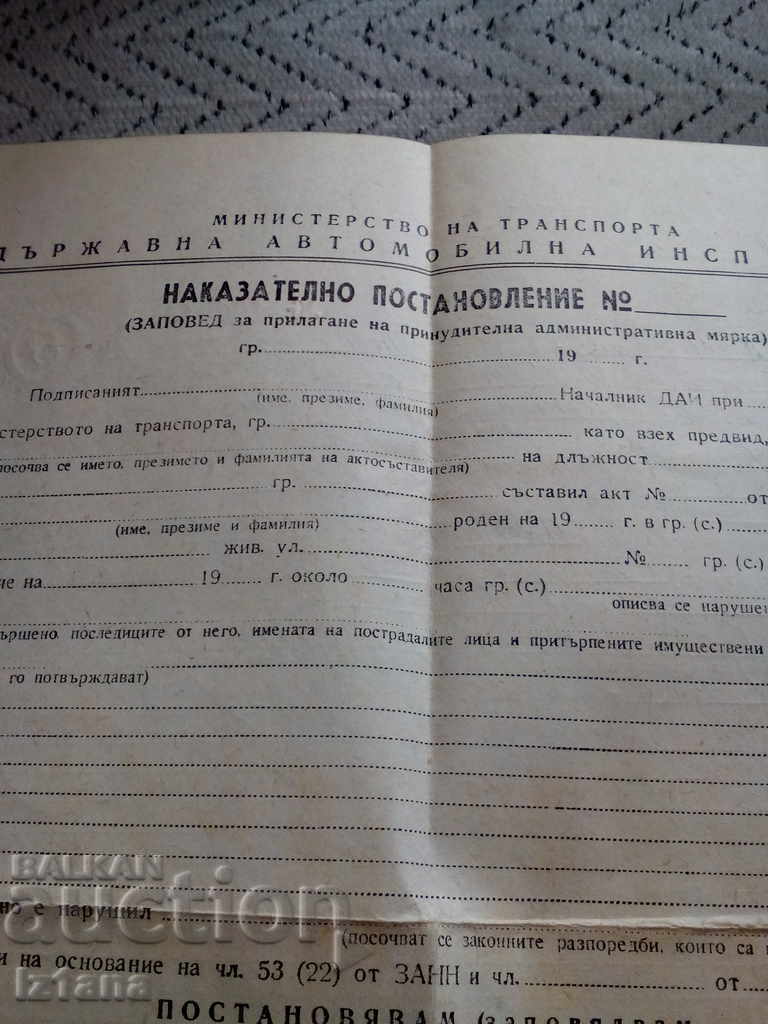 МИНИСТЕРСТВО НА ТРАНСПОРТА
ДЪРЖАВНА АВТОМОБИЛНА ИНСП
НАКАЗАТЕЛНО ПОСТАНОВЛЕНИЕ №
(ЗАПОВЕД за прилагане на принудителна административна мярка)
гр. 19 г.
Подписаният Началник ДАИ при
(име, презиме, фамилия)
стерството на транспорта, гр. като взех предвид,
посочва се името, презимето и фамилията на актосъставителя) на длъжност
гр. съставил акт № от
(име, презиме и фамилия) роден на 19 г. в гр. (с.)
жив. ул. № гр. (с.)
че на 19 г. около часа гр. (с.)
описва се нарушен
ършено, последиците от него, имената на пострадалите лица и притърпените имуществени
го потвърждават)
но е нарушил
(посочват се законните разпоредби, които са
и на основание на чл. 53 (22) от ЗАНН и чл. от
ПОСТАНОВЯВАМ (ЗАПОВЯДВАМ
BALKAN
auction
Iztana